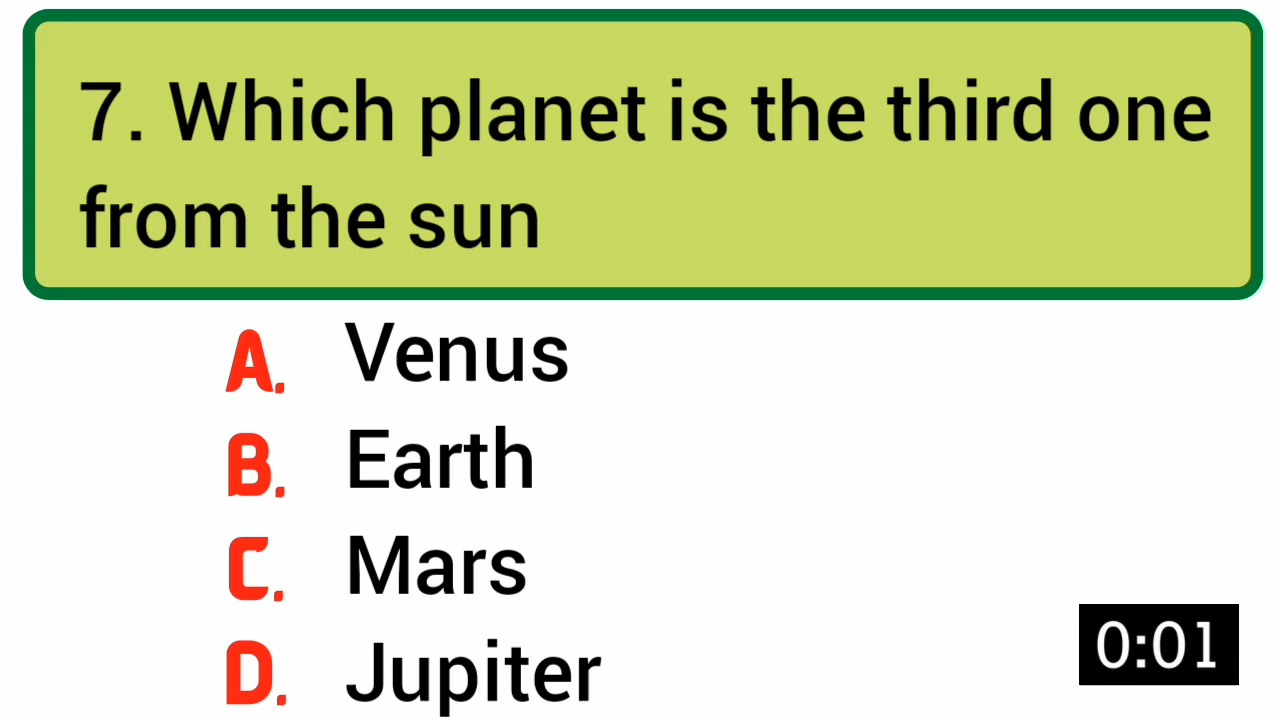 7. Which planet is the third one
from the sun
A. Venus
B. Earth
C. Mars
D. Jupiter
0:01